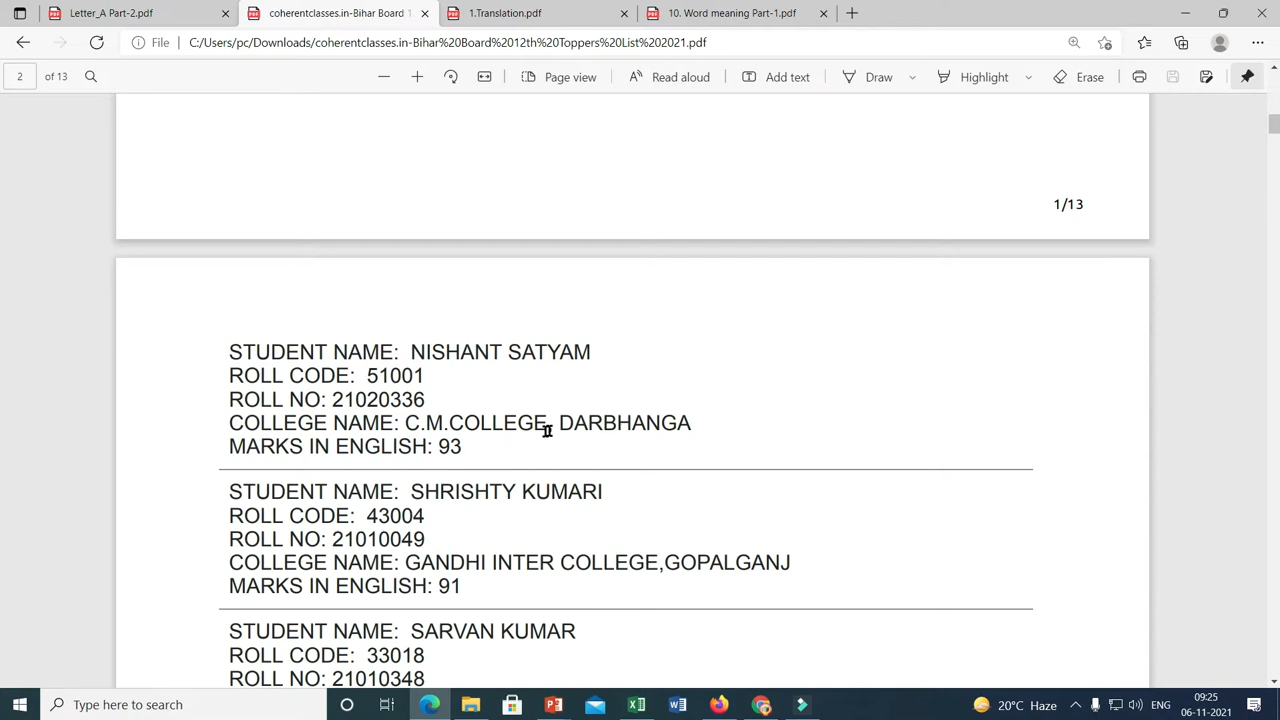 Letter_A Part-2.pdf
coherentclasses.in-Bihar Board 1
1.Translation.pdf
10. Word meaning Part-1.pdf
File
C:/Users/pc/Downloads/coherentclasses.in-Bihar%20Board%2012th%20Toppers%20List%202021.pdf
2 of 13
Page view
Read aloud
Add text
Draw
Highlight
Erase
1/13
STUDENT NAME: NISHANT SATYAM
ROLL CODE: 51001
ROLL NO: 21020336
COLLEGE NAME: C.M.COLLEGE, DARBHANGA
MARKS IN ENGLISH: 93
STUDENT NAME: SHRISHTY KUMARI
ROLL CODE: 43004
ROLL NO: 21010049
COLLEGE NAME: GANDHI INTER COLLEGE,GOPALGANJ
MARKS IN ENGLISH: 91
STUDENT NAME: SARVAN KUMAR
ROLL CODE: 33018
ROLL NO: 21010348
Type here to search
20°C Haze
ENG
09:25
06-11-2021